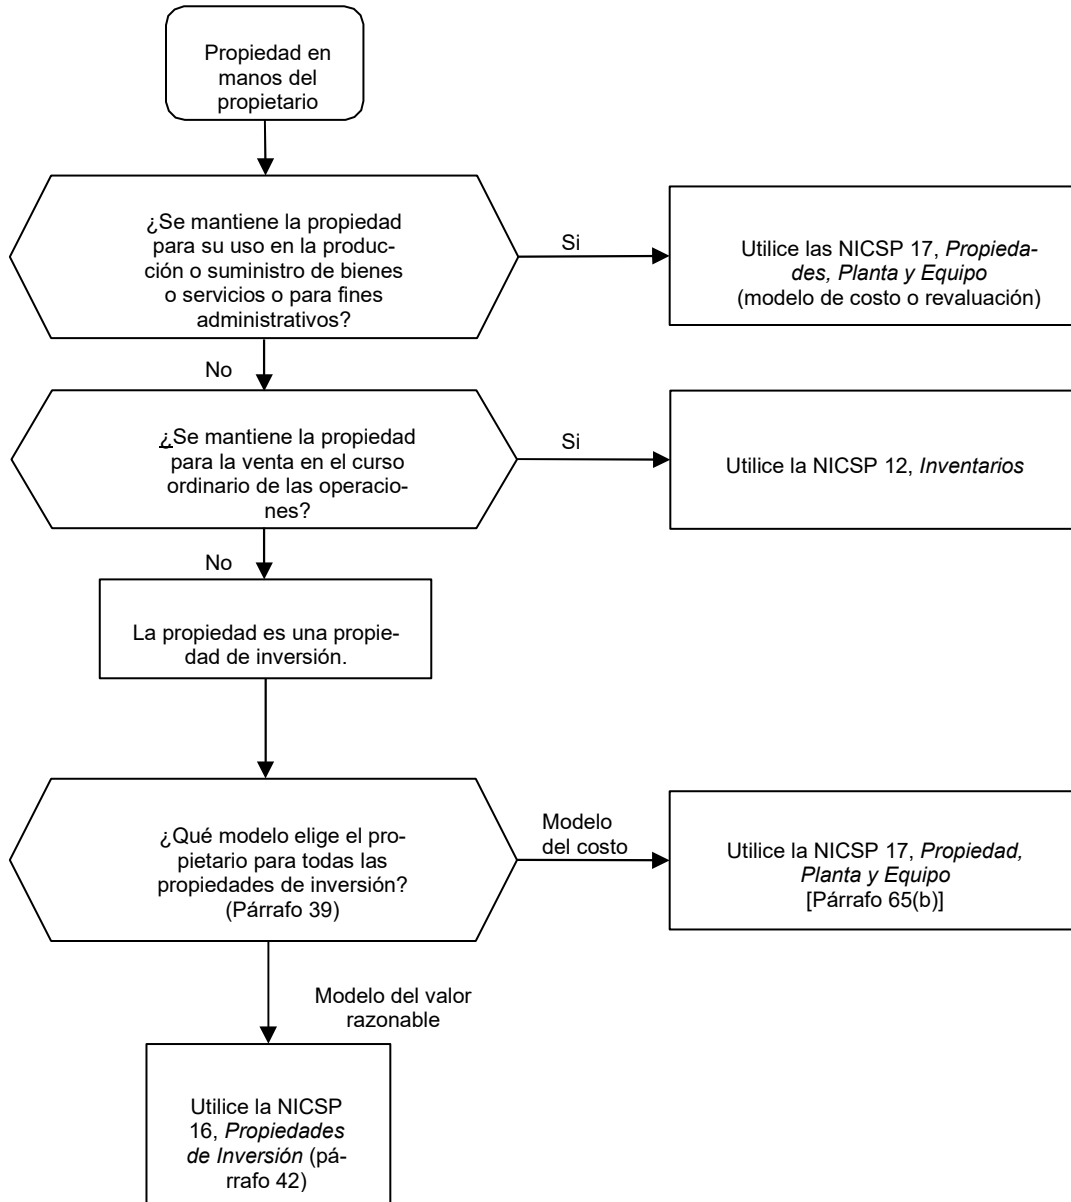 Propiedad en
manos del
propietario
¿Se mantiene la propiedad
para su uso en la produc-
ción o suministro de bienes
o servicios o para fines
administrativos?
Si
Utilice las NICSP 17, Propieda-
des, Planta y Equipo
(modelo de costo o revaluación)
No
¿Se mantiene la propiedad
para la venta en el curso
ordinario de las operacio-
nes?
Si
Utilice la NICSP 12, Inventarios
No
La propiedad es una propie-
dad de inversión.
¿Qué modelo elige el pro-
pietario para todas las
propiedades de inversión?
(Párrafo 39)
Modelo
del costo
Utilice la NICSP 17, Propiedad,
Planta y Equipo
[Párrafo 65(b)]
Modelo del valor
razonable
Utilice la NICSP
16, Propiedades
de Inversión (pá-
rrafo 42)